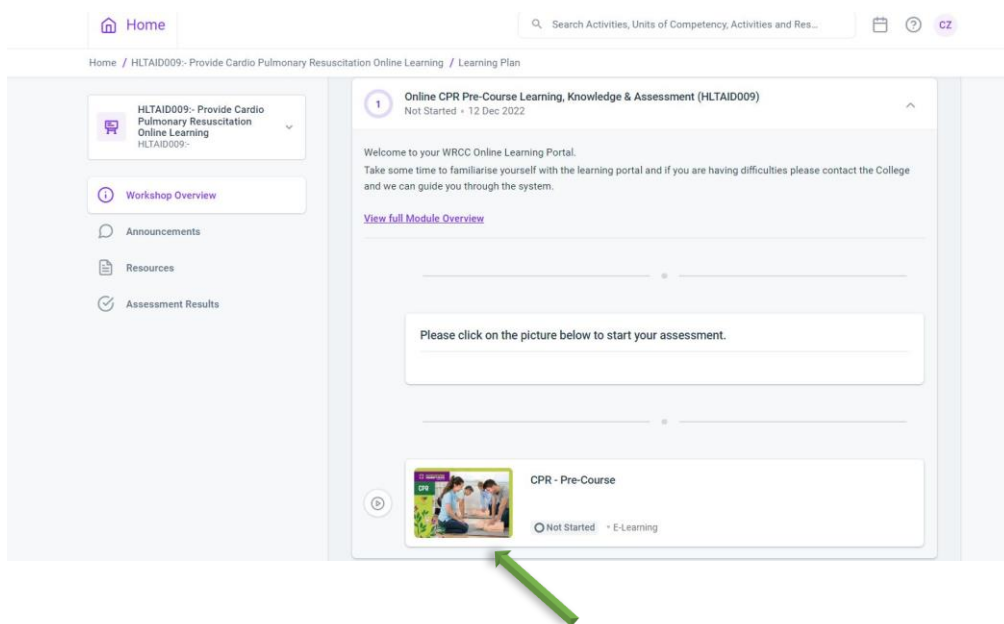 Home
Search Activities, Units of Competency, Activities and Res...
CZ
Home / HLTAID009:- Provide Cardio Pulmonary Resuscitation Online Learning / Learning Plan
HLTAID009:- Provide Cardio
Pulmonary Resuscitation
Online Learning
HLTAID009:-
Workshop Overview
Announcements
Resources
Assessment Results
1
Online CPR Pre-Course Learning, Knowledge & Assessment (HLTAID009)
Not Started • 12 Dec 2022
Welcome to your WRCC Online Learning Portal.
Take some time to familiarise yourself with the learning portal and if you are having difficulties please contact the College
and we can guide you through the system.
View full Module Overview
Please click on the picture below to start your assessment.
CPR
CPR - Pre-Course
Not Started • E-Learning